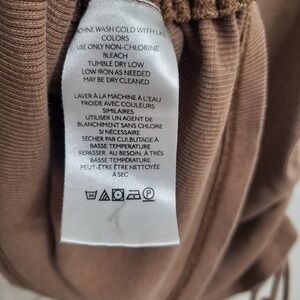 WASH COLD WITH LIKE
COLORS
USE ONLY NON-CHLORINE
BLEACH
TUMBLE DRY LOW
LOW IRON AS NEEDED
MAY BE DRY CLEANED
LAVER À LA MACHINE À L'EAU
FROIDE AVEC COULEURS
SIMILAIRES
UTILISER UN AGENT DE
BLANCHIMENT SANS CHLORE
SI NÉCESSAIRE
SECHER PAR CULBUTAGE À
BASSE TEMPÉRATURE
REPASSER, AU BESOIN, À TRÈS
BASSE TEMPÉRATURE
PEUT-ÊTRE ÊTRE NETTOYÉ
À SEC